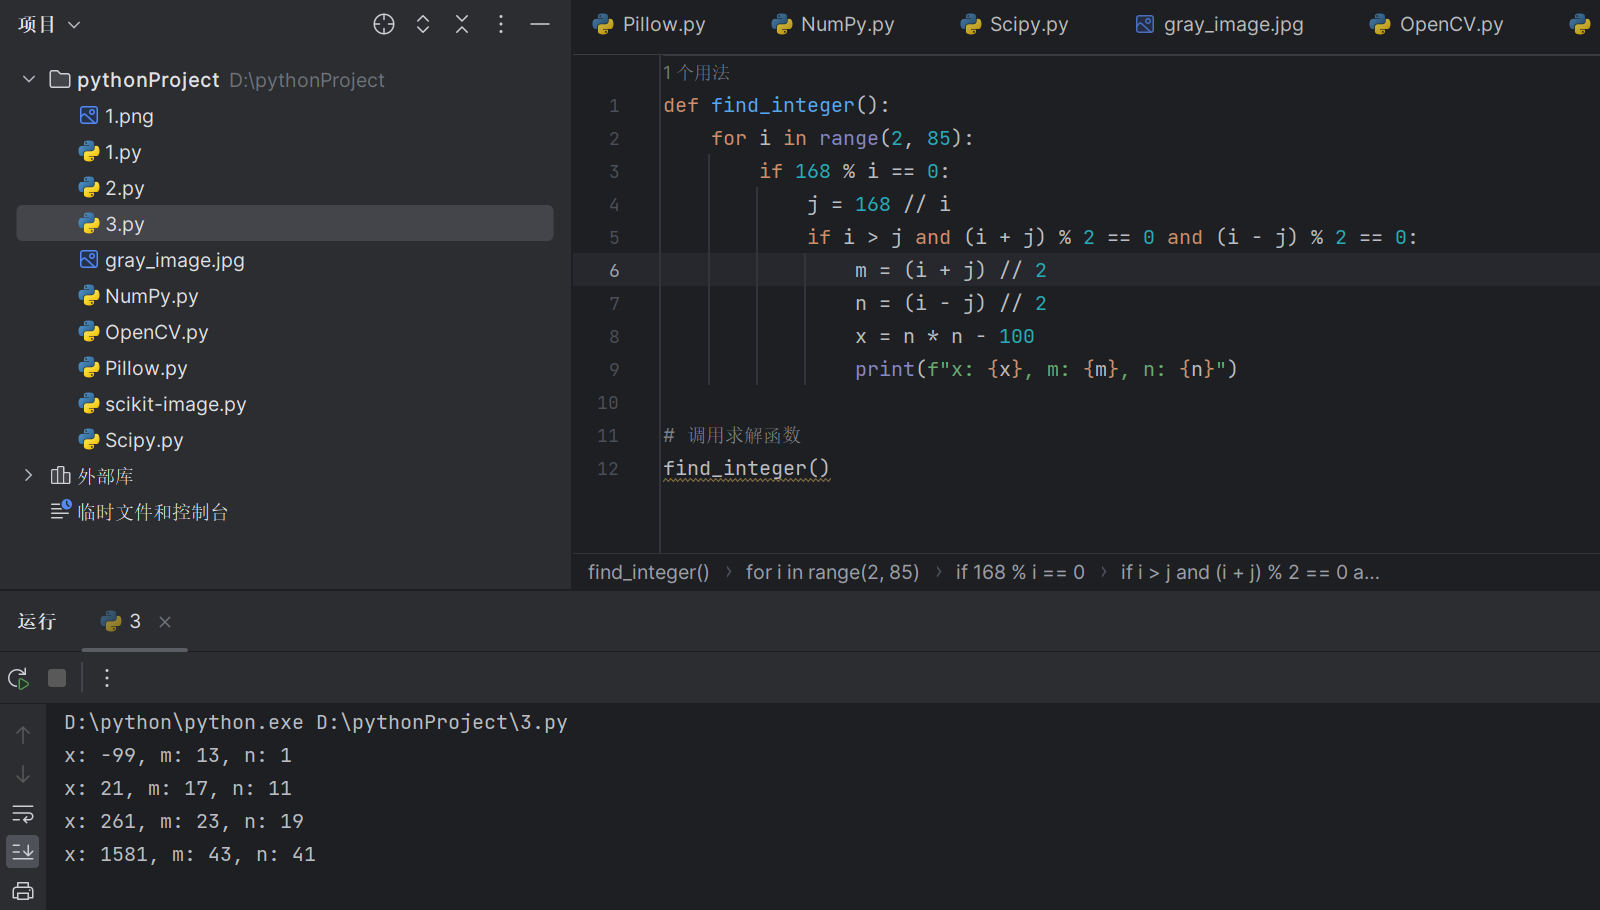 项目
pythonProject D:\pythonProject
1.png
1.py
2.py
3.py
gray_image.jpg
NumPy.py
OpenCV.py
Pillow.py
scikit-image.py
Scipy.py
外部库
临时文件和控制台
Pillow.py NumPy.py Scipy.py gray_image.jpg OpenCV.py
1 个用法
1 def find_integer():
2     for i in range(2, 85):
3         if 168 % i == 0:
4             j = 168 // i
5             if i > j and (i + j) % 2 == 0 and (i - j) % 2 == 0:
6                 m = (i + j) // 2
7                 n = (i - j) // 2
8                 x = n * n - 100
9                 print(f"x: {x}, m: {m}, n: {n}")
10
11 # 调用求解函数
12 find_integer()
find_integer() › for i in range(2, 85) › if 168 % i == 0 › if i > j and (i + j) % 2 == 0 a...
运行 3
D:\python\python.exe D:\pythonProject\3.py
x: -99, m: 13, n: 1
x: 21, m: 17, n: 11
x: 261, m: 23, n: 19
x: 1581, m: 43, n: 41